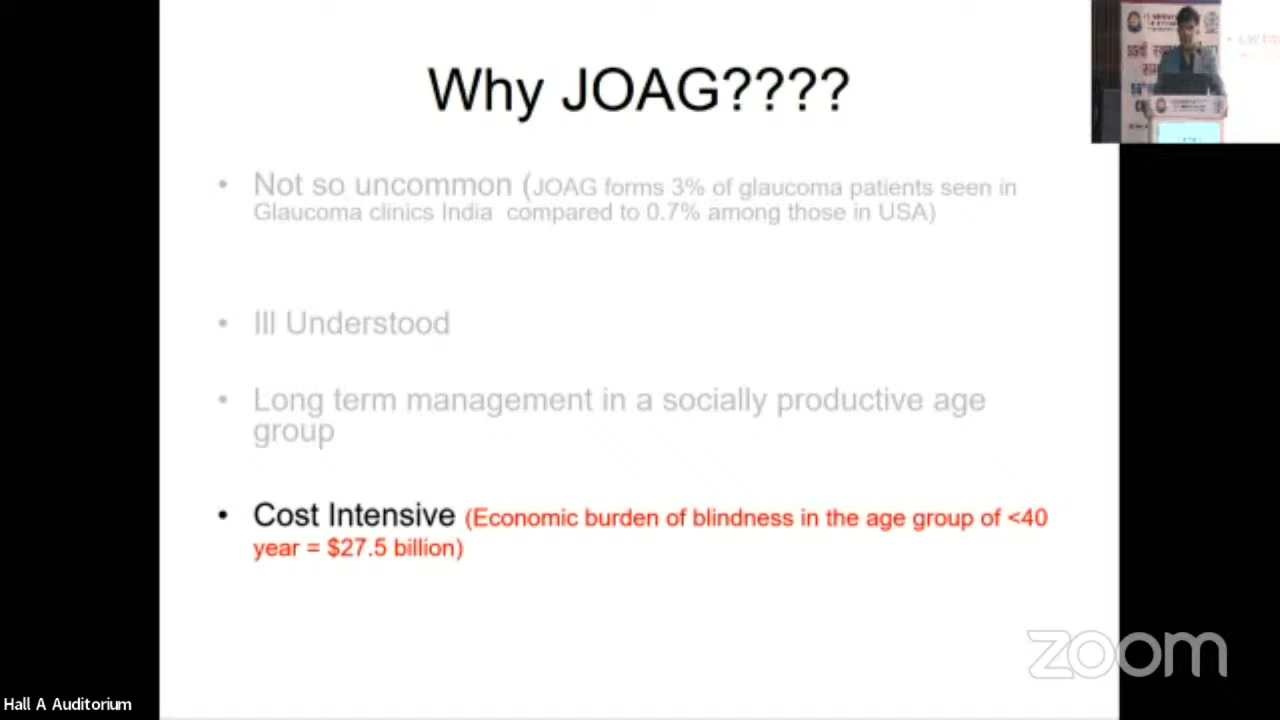 Why JOAG????
• Not so uncommon (JOAG forms 3% of glaucoma patients seen in
Glaucoma clinics India compared to 0.7% among those in USA)
• Ill Understood
• Long term management in a socially productive age
group
• Cost Intensive (Economic burden of blindness in the age group of <40
year = $27.5 billion)
zoom
Hall A Auditorium